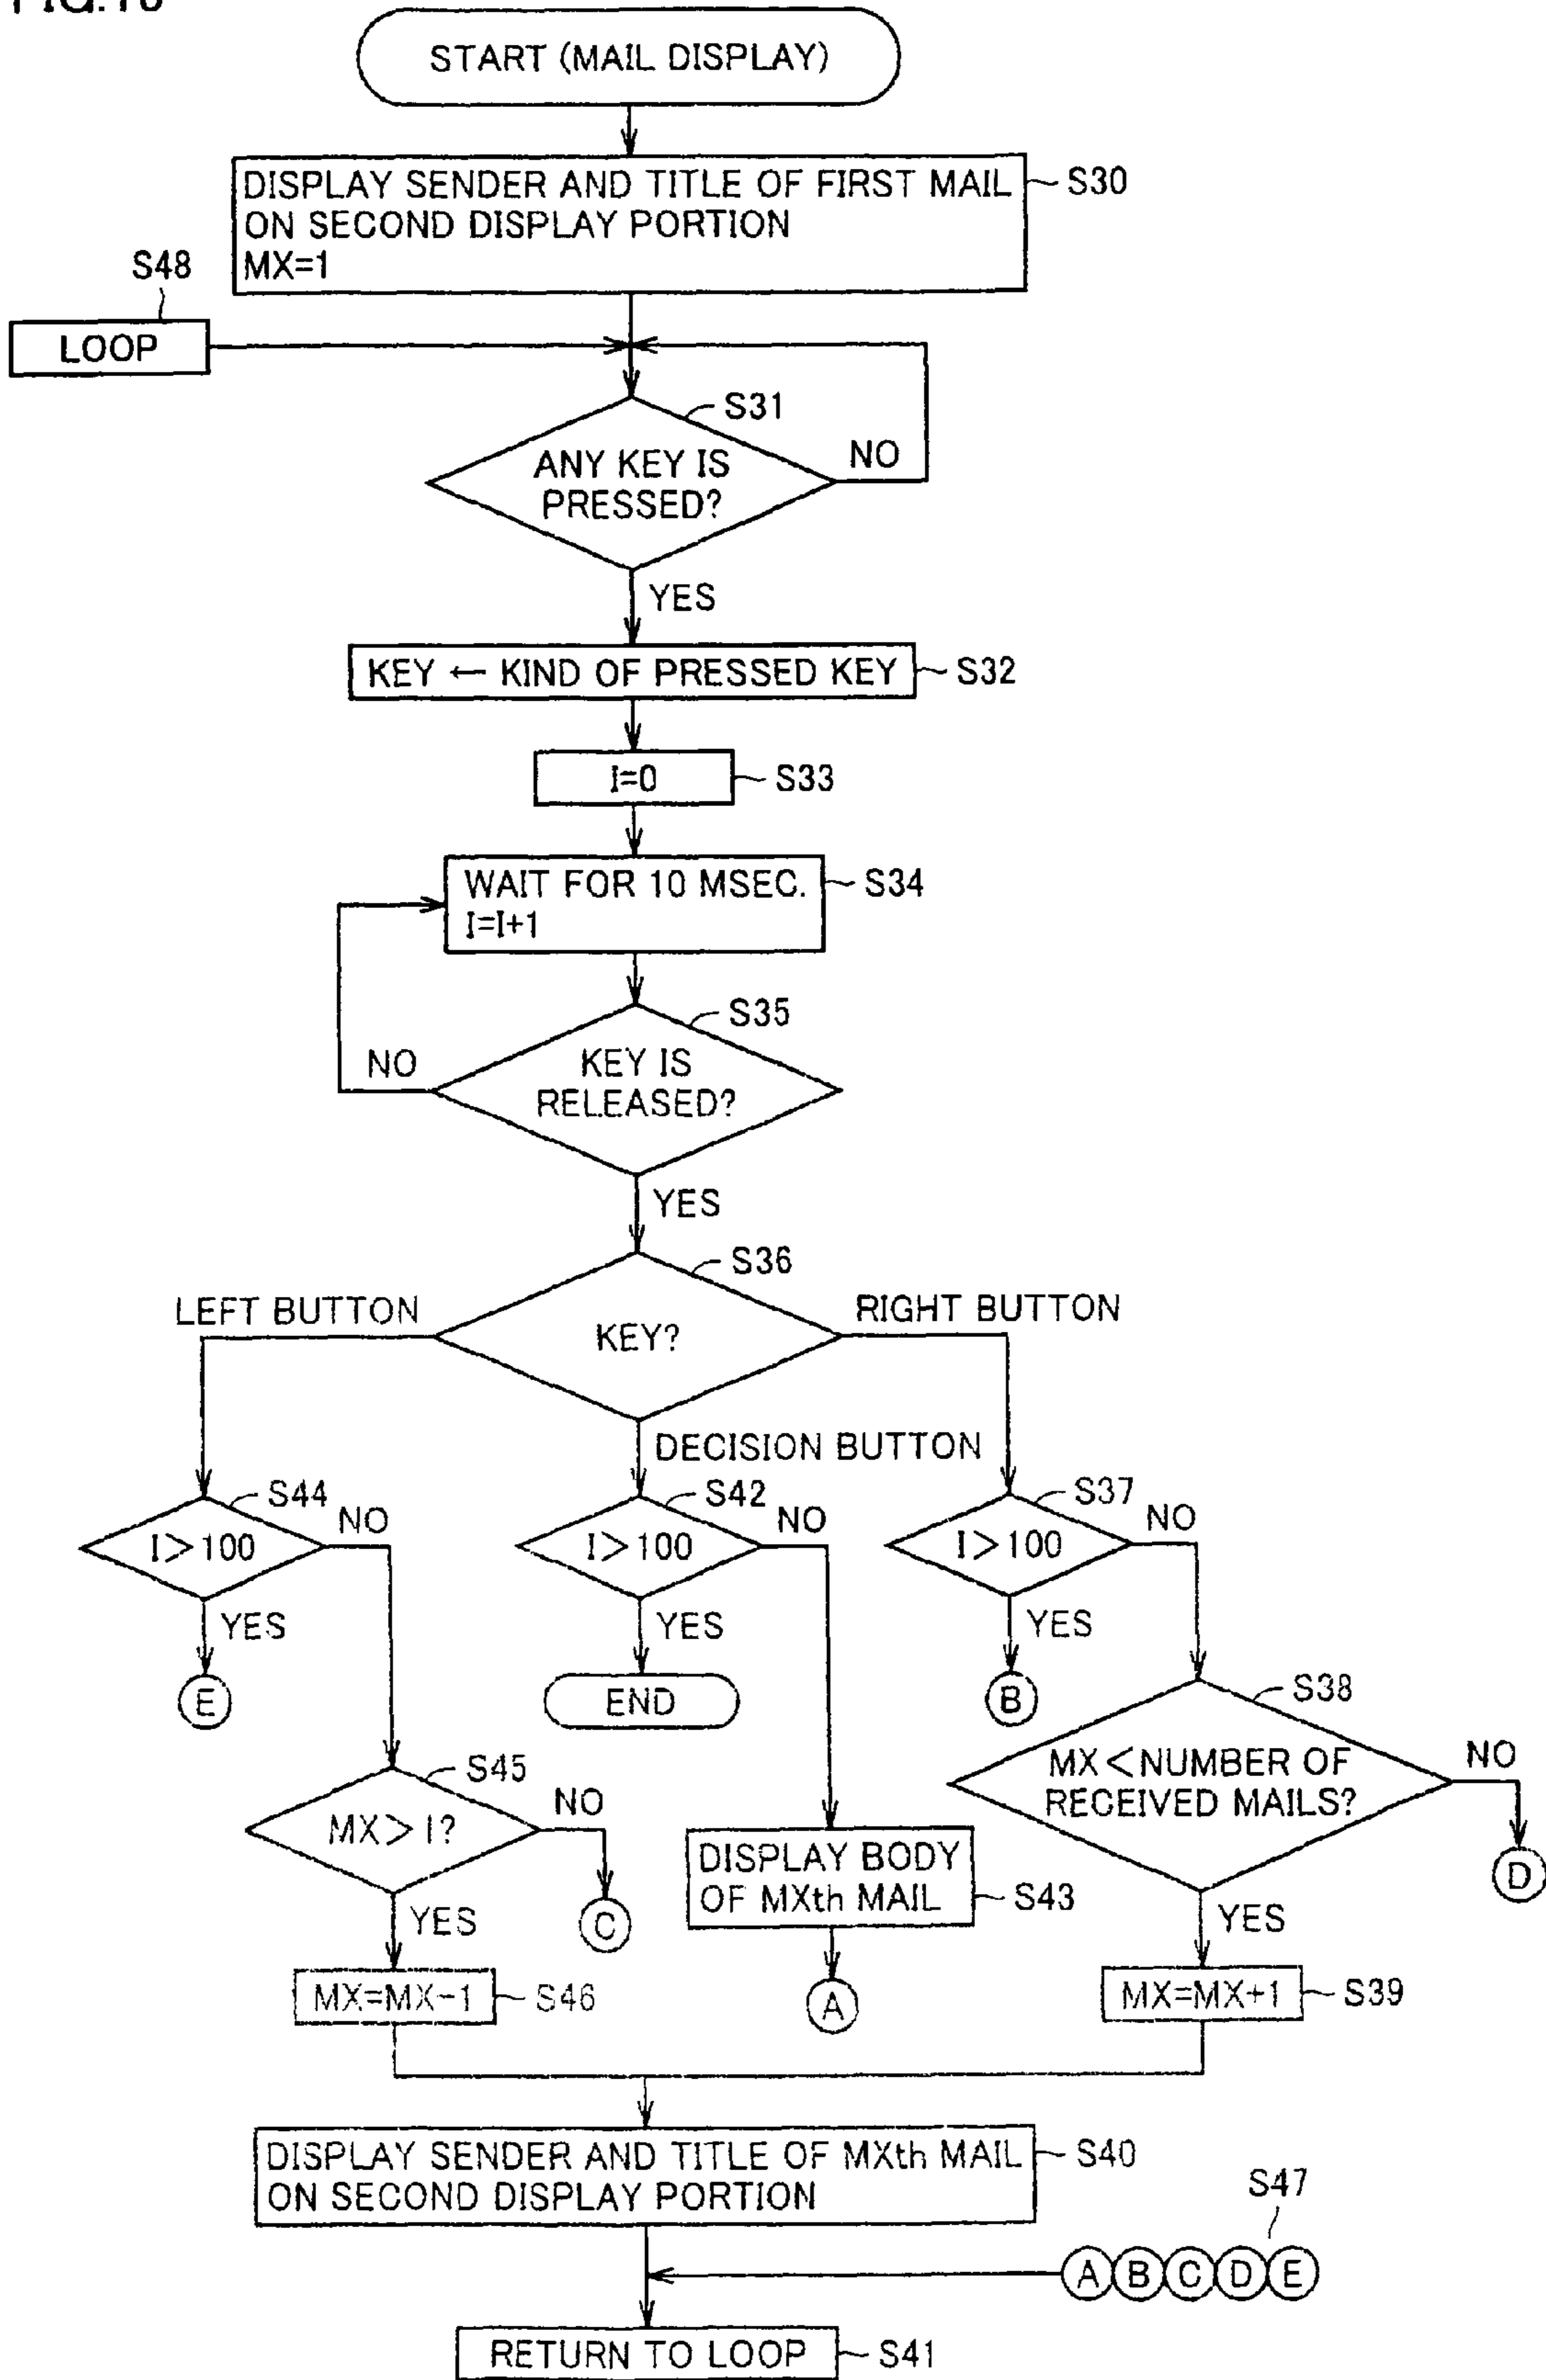 START (MAIL DISPLAY)
DISPLAY SENDER AND TITLE OF FIRST MAIL
ON SECOND DISPLAY PORTION
MX=1
S30
S48
LOOP
S31
ANY KEY IS
PRESSED?
NO
YES
KEY ← KIND OF PRESSED KEY
S32
I=0
S33
WAIT FOR 10 MSEC.
I=I+1
S34
S35
NO
KEY IS
RELEASED?
YES
S36
LEFT BUTTON
KEY?
RIGHT BUTTON
DECISION BUTTON
S44
I>100
NO
YES
E
S42
I>100
NO
YES
END
S37
I>100
NO
YES
B
S38
MX<NUMBER OF
RECEIVED MAILS?
NO
D
YES
S45
MX>1?
NO
C
YES
DISPLAY BODY
OF MXth MAIL
S43
A
MX=MX-1
S46
MX=MX+1
S39
DISPLAY SENDER AND TITLE OF MXth MAIL
ON SECOND DISPLAY PORTION
S40
S47
A B C D E
RETURN TO LOOP
S41